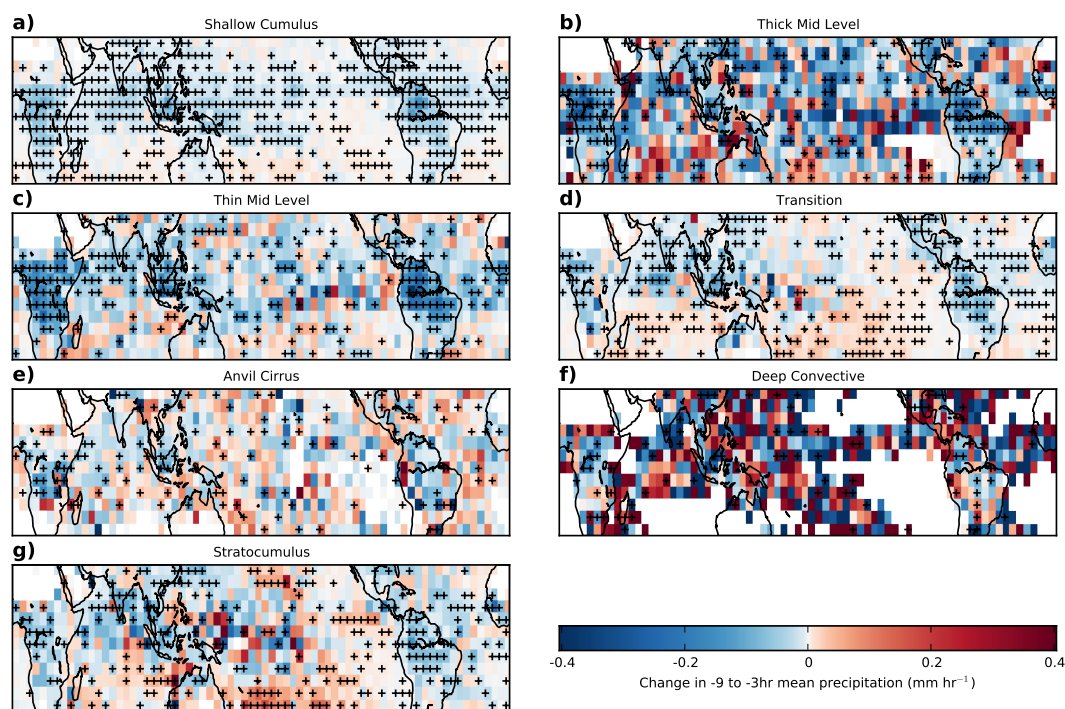 a) Shallow Cumulus
b) Thick Mid Level
c) Thin Mid Level
d) Transition
e) Anvil Cirrus
f) Deep Convective
g) Stratocumulus
-0.4 -0.2 0 0.2 0.4
Change in -9 to -3hr mean precipitation (mm hr⁻¹)